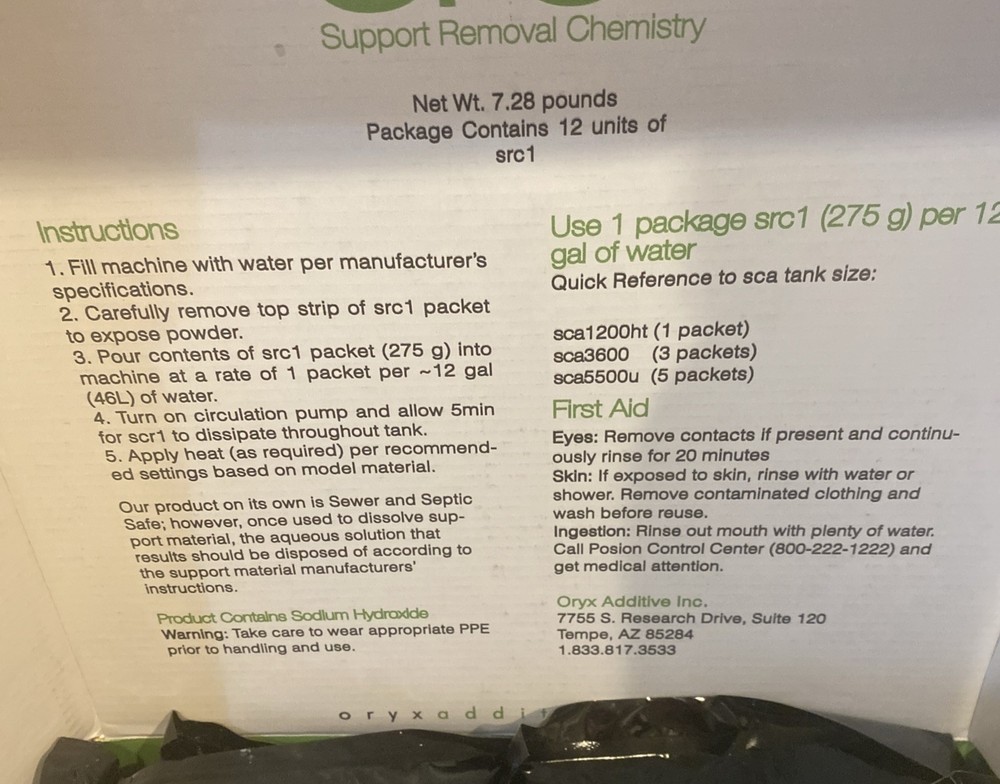 Support Removal Chemistry
Net Wt. 7.28 pounds
Package Contains 12 units of
src1
Instructions
1. Fill machine with water per manufacturer's
specifications.
2. Carefully remove top strip of src1 packet
to expose powder.
3. Pour contents of src1 packet (275 g) into
machine at a rate of 1 packet per ~12 gal
(46L) of water.
4. Turn on circulation pump and allow 5min
for scr1 to dissipate throughout tank.
5. Apply heat (as required) per recommend-
ed settings based on model material.
Our product on its own is Sewer and Septic
Safe; however, once used to dissolve sup-
port material, the aqueous solution that
results should be disposed of according to
the support material manufacturers'
instructions.
Product Contains Sodium Hydroxide
Warning: Take care to wear appropriate PPE
prior to handling and use.
Use 1 package src1 (275 g) per 12
gal of water
Quick Reference to sca tank size:
sca1200ht (1 packet)
sca3600 (3 packets)
sca5500u (5 packets)
First Aid
Eyes: Remove contacts if present and continu-
ously rinse for 20 minutes
Skin: If exposed to skin, rinse with water or
shower. Remove contaminated clothing and
wash before reuse.
Ingestion: Rinse out mouth with plenty of water.
Call Posion Control Center (800-222-1222) and
get medical attention.
Oryx Additive Inc.
7755 S. Research Drive, Suite 120
Tempe, AZ 85284
1.833.817.3533
oryxaddi